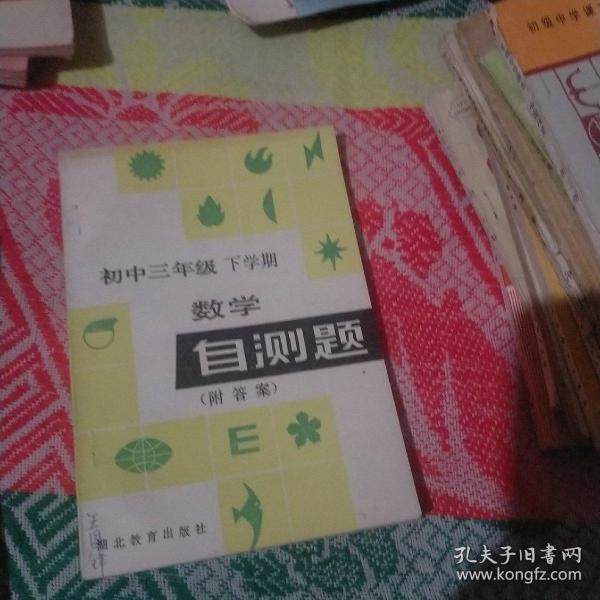 初级中学课
初中三年级 下学期
数学
自测题
(附答案)
E
湖北教育出版社
孔夫子旧书网
www.kongfz.com